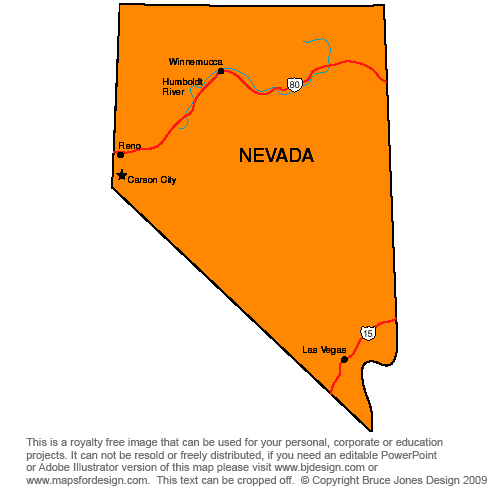 Winnemucca
Humboldt
River
80
Reno
NEVADA
Carson City
15
Las Vegas
This is a royalty free image that can be used for your personal, corporate or education
projects. It can not be resold or freely distributed, if you need an editable PowerPoint
or Adobe Illustrator version of this map please visit www.bjdesign.com or
www.mapsfordesign.com. This text can be cropped off. © Copyright Bruce Jones Design 2009